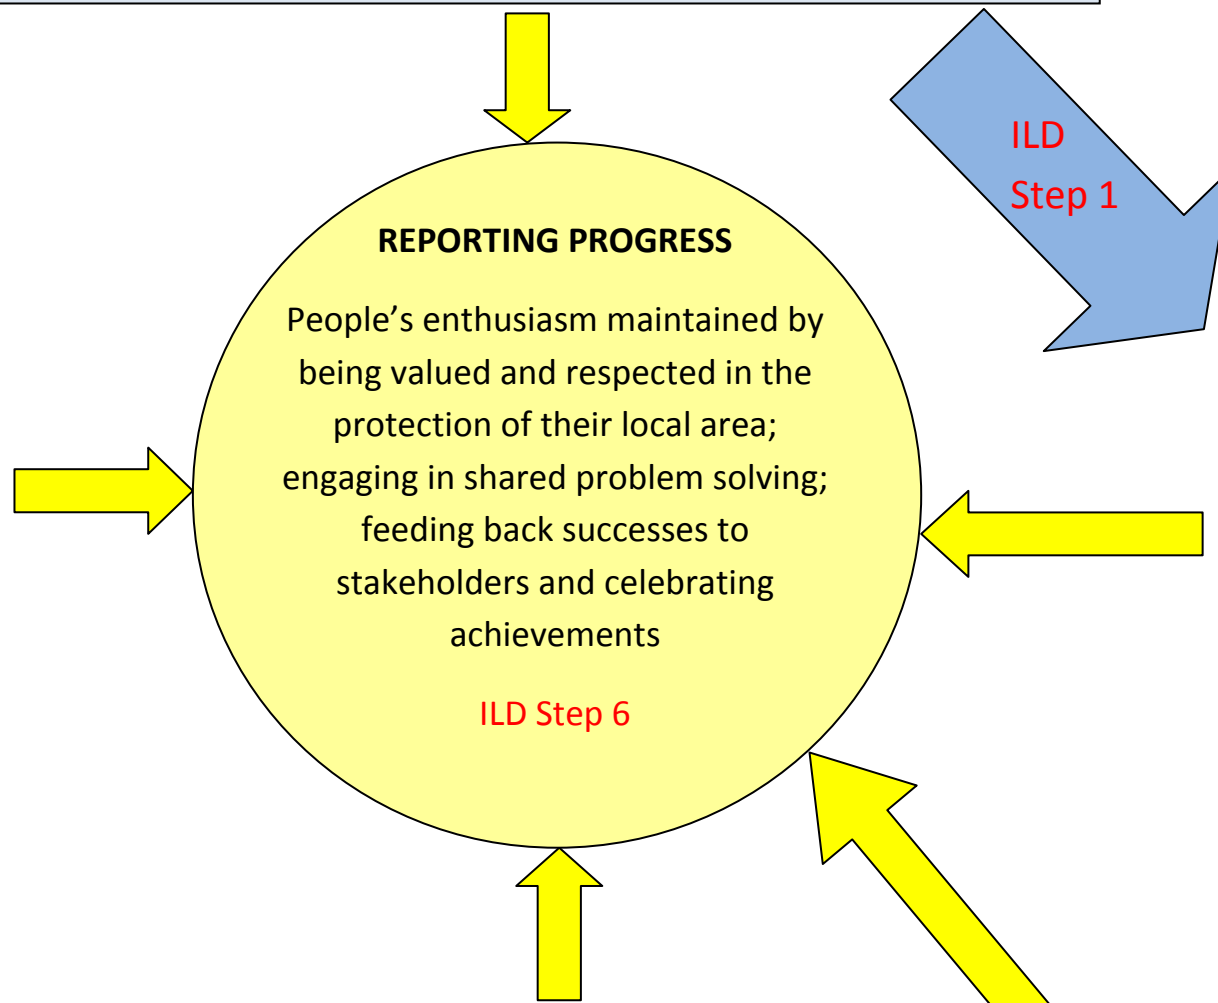 ILD
Step 1
REPORTING PROGRESS
People’s enthusiasm maintained by
being valued and respected in the
protection of their local area;
engaging in shared problem solving;
feeding back successes to
stakeholders and celebrating
achievements
ILD Step 6